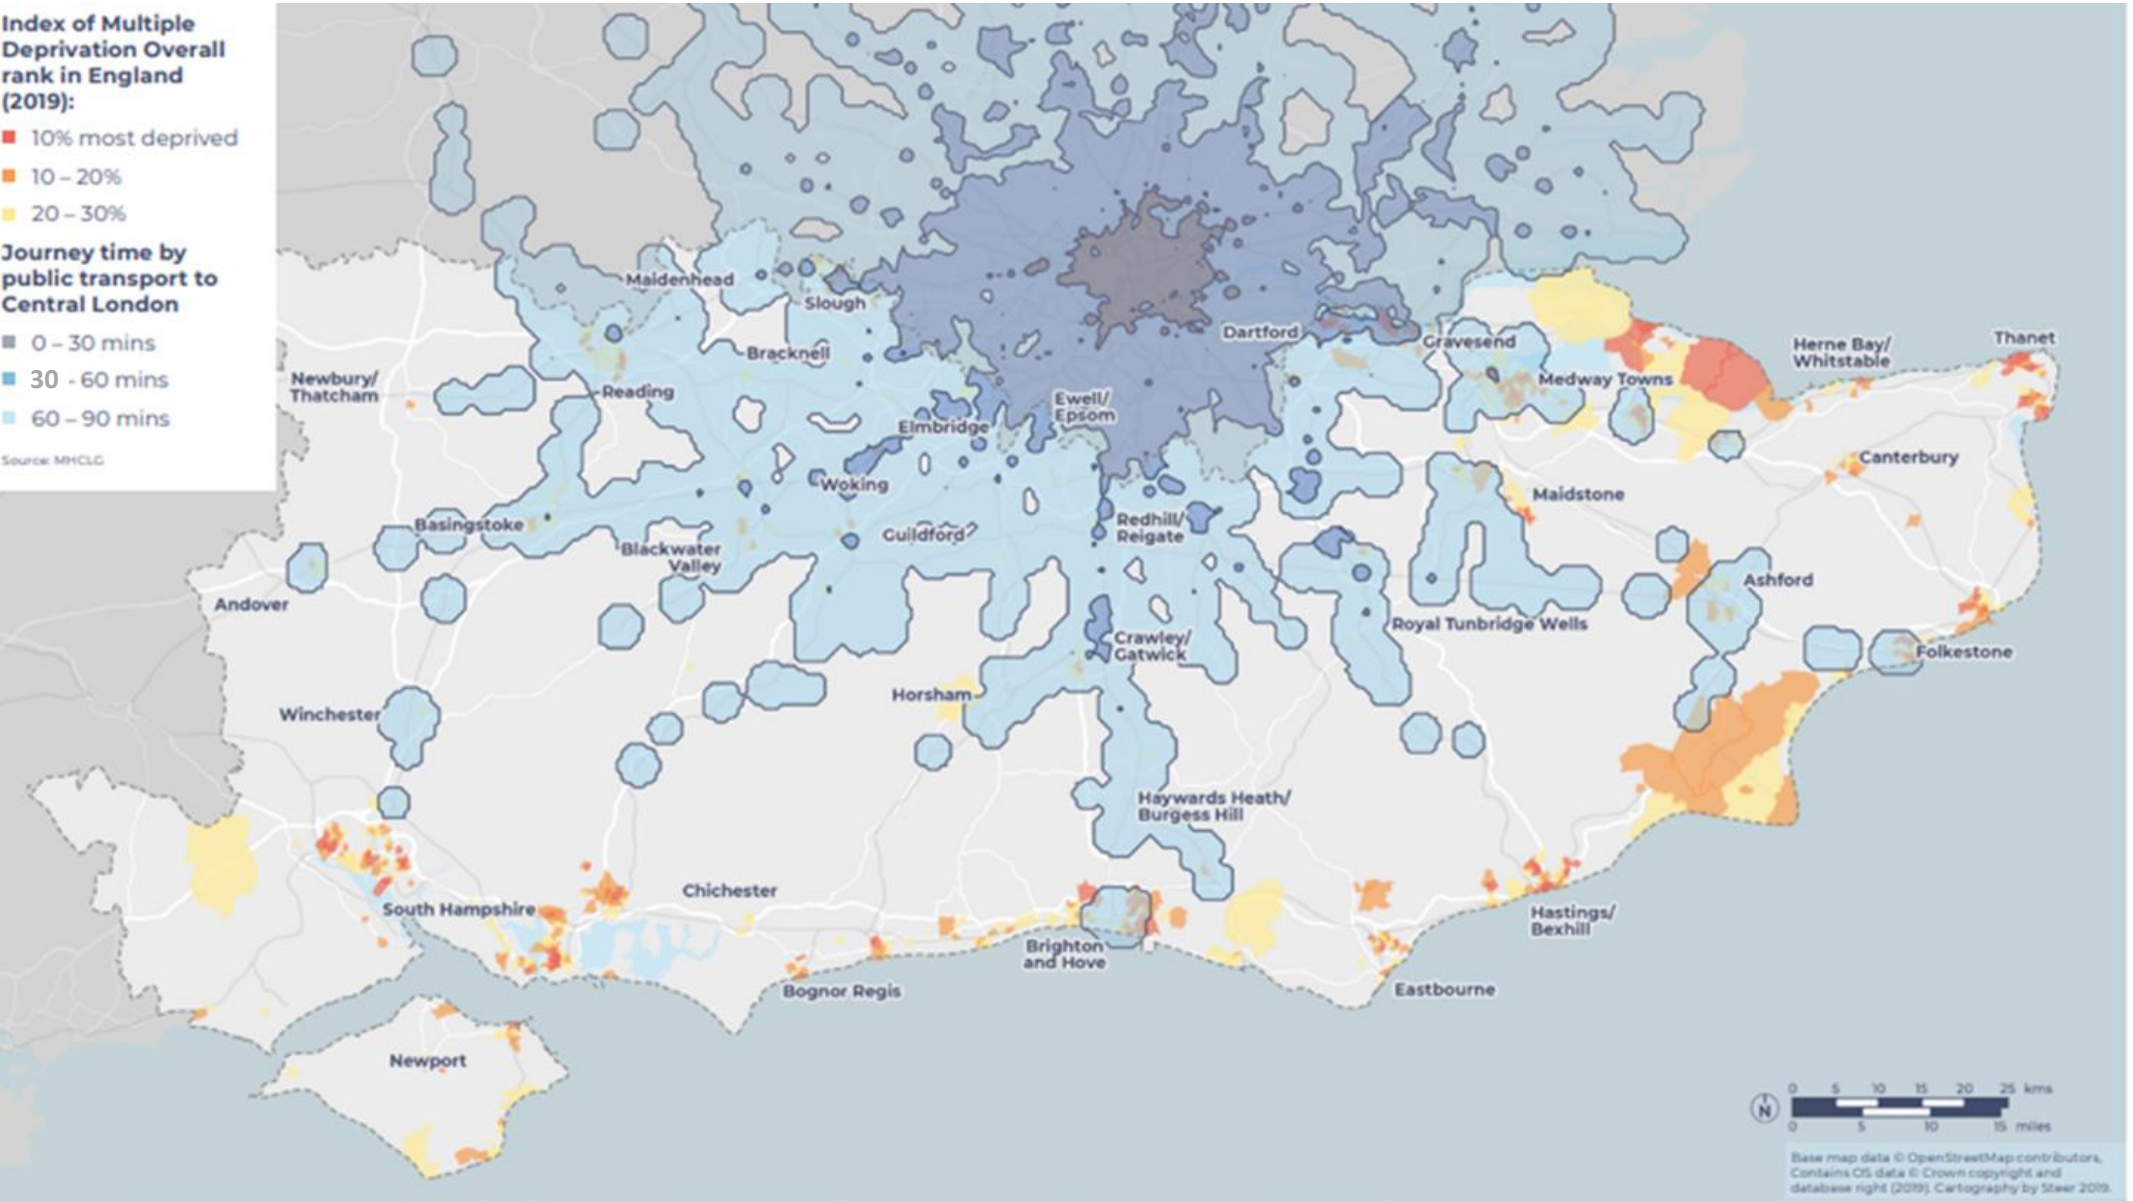 Index of Multiple
Deprivation Overall
rank in England
(2019):
10% most deprived
10 – 20%
20 – 30%
Journey time by
public transport to
Central London
0 – 30 mins
30 - 60 mins
60 – 90 mins
Source: MHCLG
Maidenhead
Slough
Dartford
Gravesend
Herne Bay/
Whitstable
Thanet
Bracknell
Newbury/
Thatcham
Reading
Medway Towns
Elmbridge
Ewell/
Epsom
Canterbury
Woking
Maidstone
Basingstoke
Guildford
Redhill/
Reigate
Blackwater
Valley
Ashford
Andover
Royal Tunbridge Wells
Crawley/
Gatwick
Folkestone
Horsham
Winchester
Haywards Heath/
Burgess Hill
Chichester
South Hampshire
Hastings/
Bexhill
Brighton
and Hove
Bognor Regis
Eastbourne
Newport
0 5 10 15 20 25 kms
N
0 5 10 15 miles
Base map data © OpenStreetMap contributors,
Contains OS data © Crown copyright and
database right (2019). Cartography by Steer 2019.